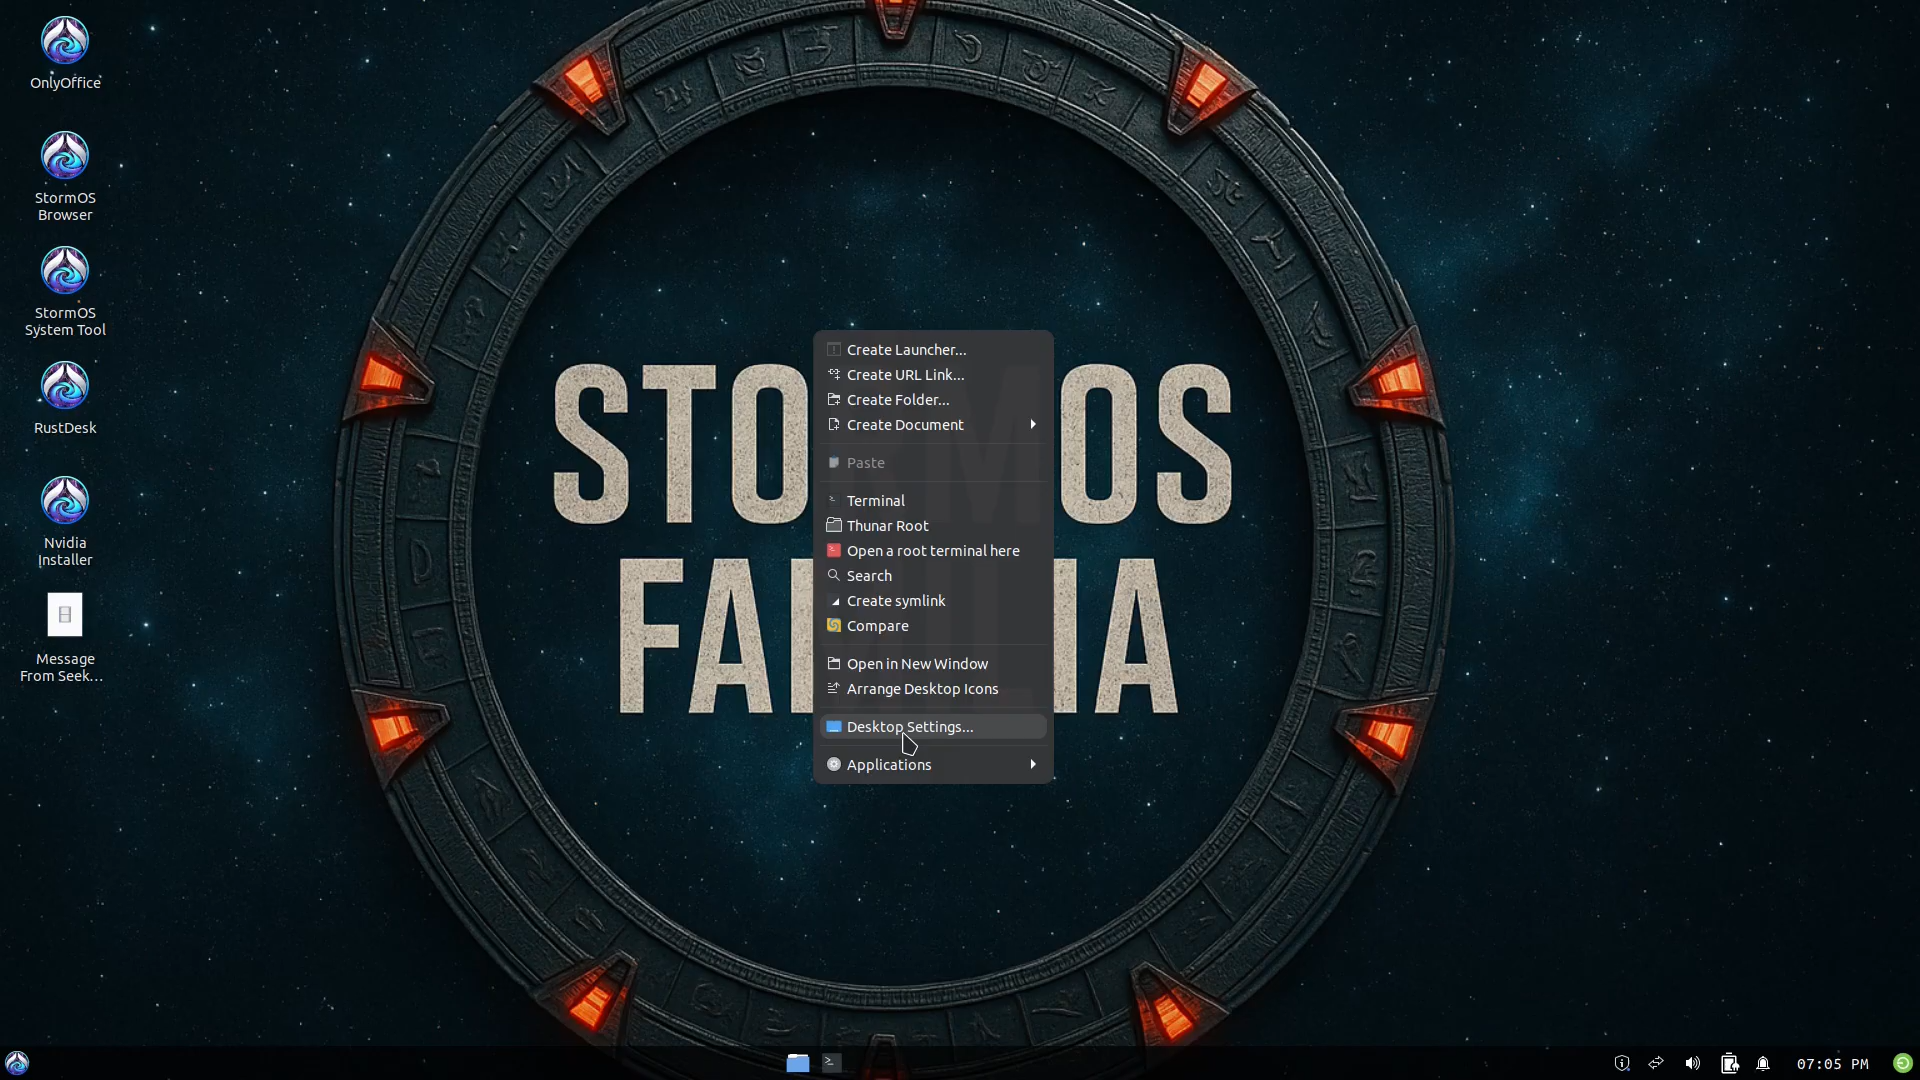 OnlyOffice
StormOS
Browser
StormOS
System Tool
RustDesk
Nvidia
Installer
Message
From Seek...
STO OS
FA IA
Create Launcher...
Create URL Link...
Create Folder...
Create Document
Paste
Terminal
Thunar Root
Open a root terminal here
Search
Create symlink
Compare
Open in New Window
Arrange Desktop Icons
Desktop Settings...
Applications
07:05 PM